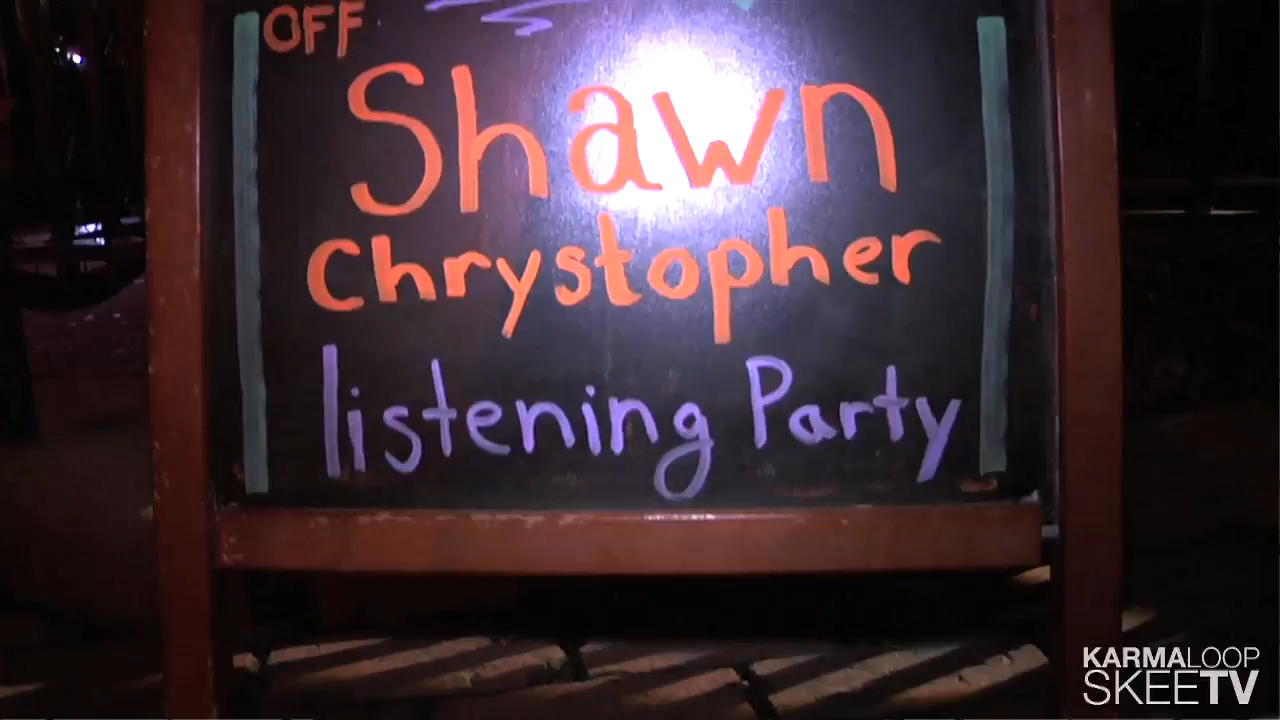 OFF
Shawn
Chrystopher
listening Party
KARMALOOP
SKEETV